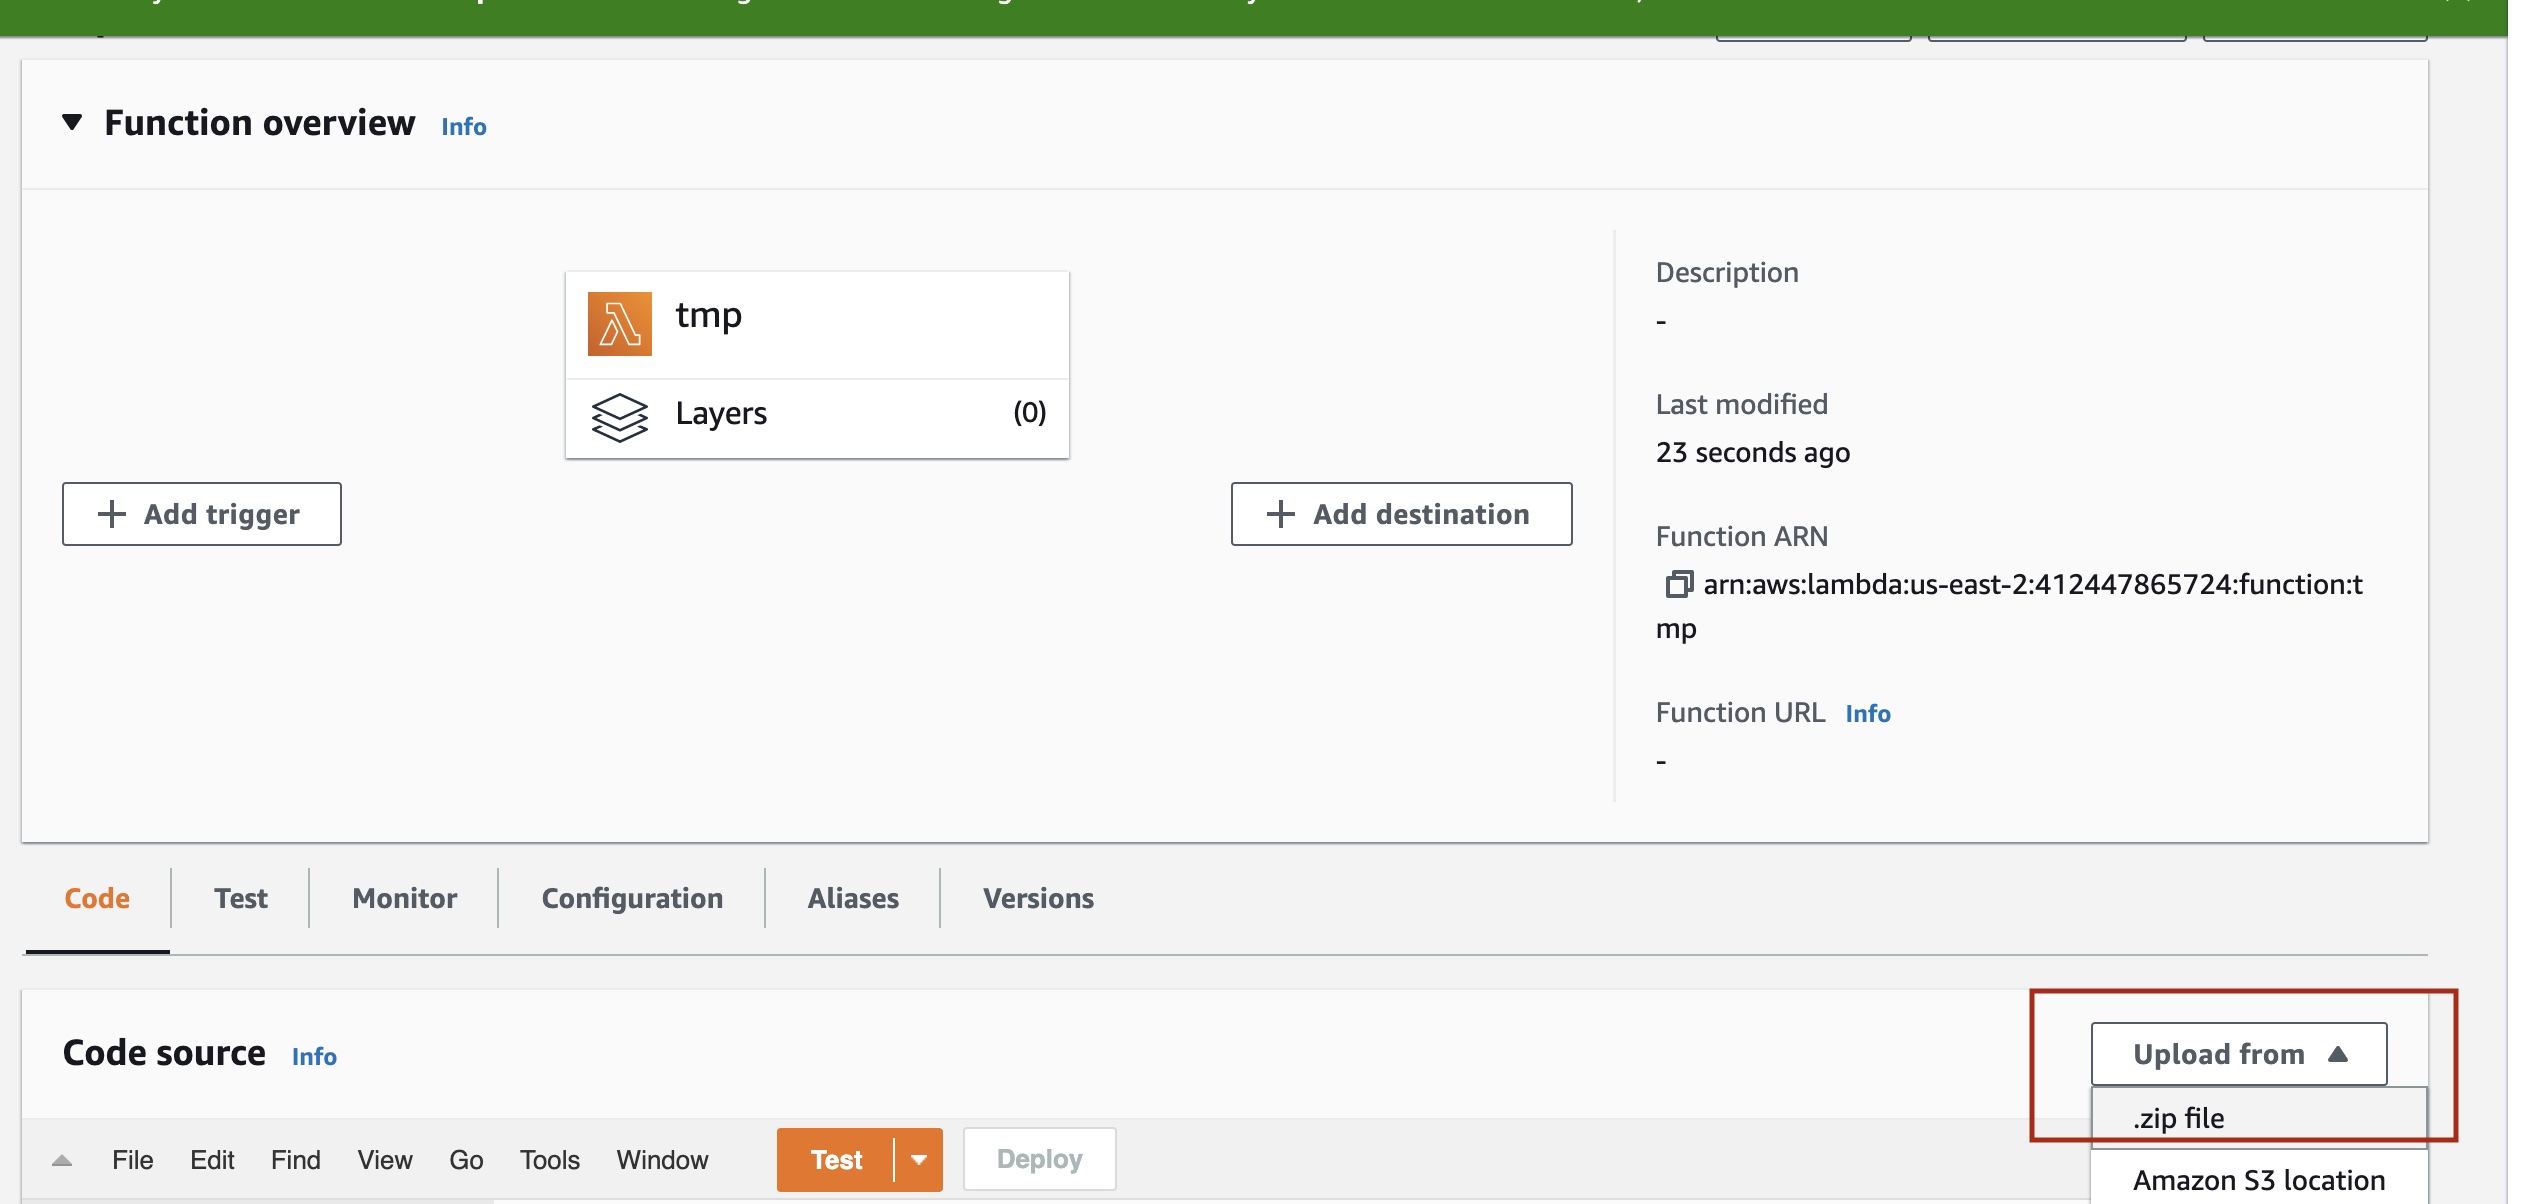 Function overview Info
tmp
Layers (0)
Add trigger
Add destination
Description
-
Last modified
23 seconds ago
Function ARN
arn:aws:lambda:us-east-2:412447865724:function:t
mp
Function URL Info
-
Code Test Monitor Configuration Aliases Versions
Code source Info
Upload from
.zip file
Amazon S3 location
File Edit Find View Go Tools Window Test Deploy